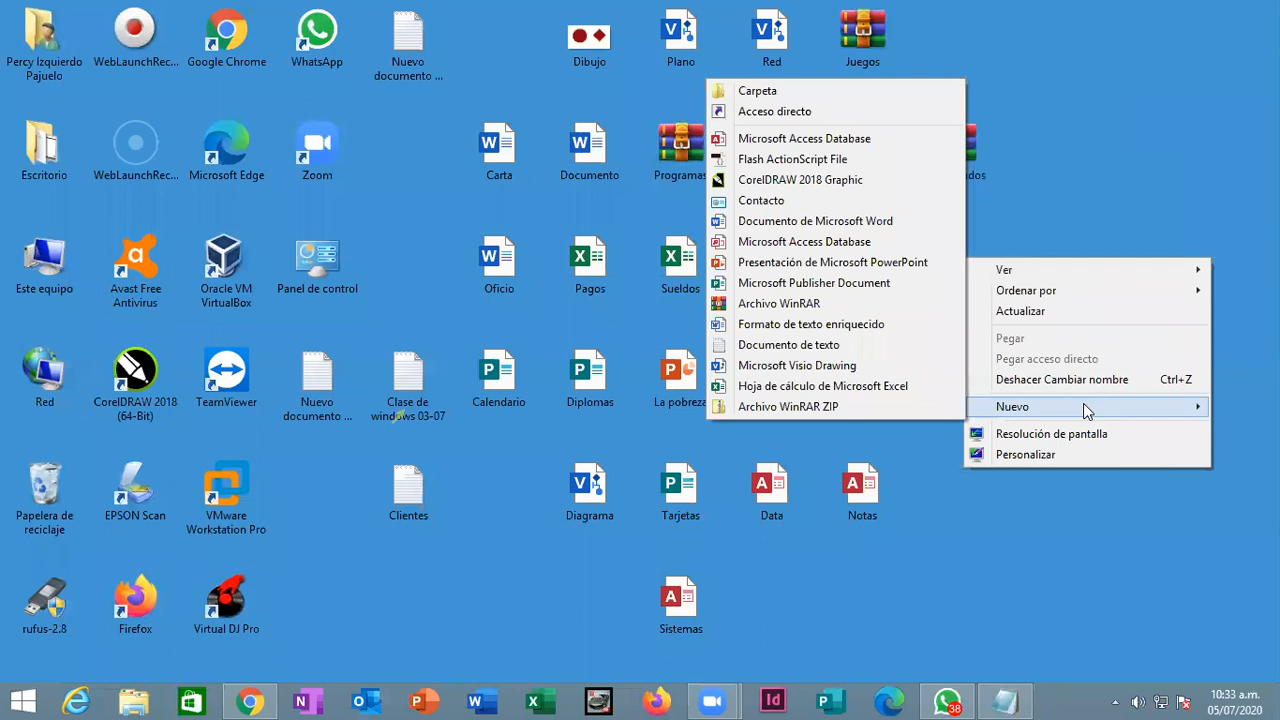 Percy Izquierdo
Pajuelo
WebLaunchRec...
Google Chrome
WhatsApp
Nuevo
documento ...
Dibujo
Plano
Red
Juegos
Escritorio
WebLaunchRec...
Microsoft Edge
Zoom
Carta
Documento
Programas
Este equipo
Avast Free
Antivirus
Oracle VM
VirtualBox
Panel de control
Oficio
Pagos
Sueldos
Red
CorelDRAW 2018
(64-Bit)
TeamViewer
Nuevo
documento ...
Clase de
windows 03-07
Calendario
Diplomas
La pobreza
Papelera de
reciclaje
EPSON Scan
VMware
Workstation Pro
Clientes
Diagrama
Tarjetas
Data
Notas
rufus-2.8
Firefox
Virtual DJ Pro
Sistemas
Carpeta
Acceso directo
Microsoft Access Database
Flash ActionScript File
CorelDRAW 2018 Graphic
Contacto
Documento de Microsoft Word
Microsoft Access Database
Presentación de Microsoft PowerPoint
Microsoft Publisher Document
Archivo WinRAR
Formato de texto enriquecido
Documento de texto
Microsoft Visio Drawing
Hoja de cálculo de Microsoft Excel
Archivo WinRAR ZIP
Ver
Ordenar por
Actualizar
Pegar
Pegar acceso directo
Deshacer Cambiar nombre Ctrl+Z
Nuevo
Resolución de pantalla
Personalizar
38
10:33 a.m.
05/07/2020